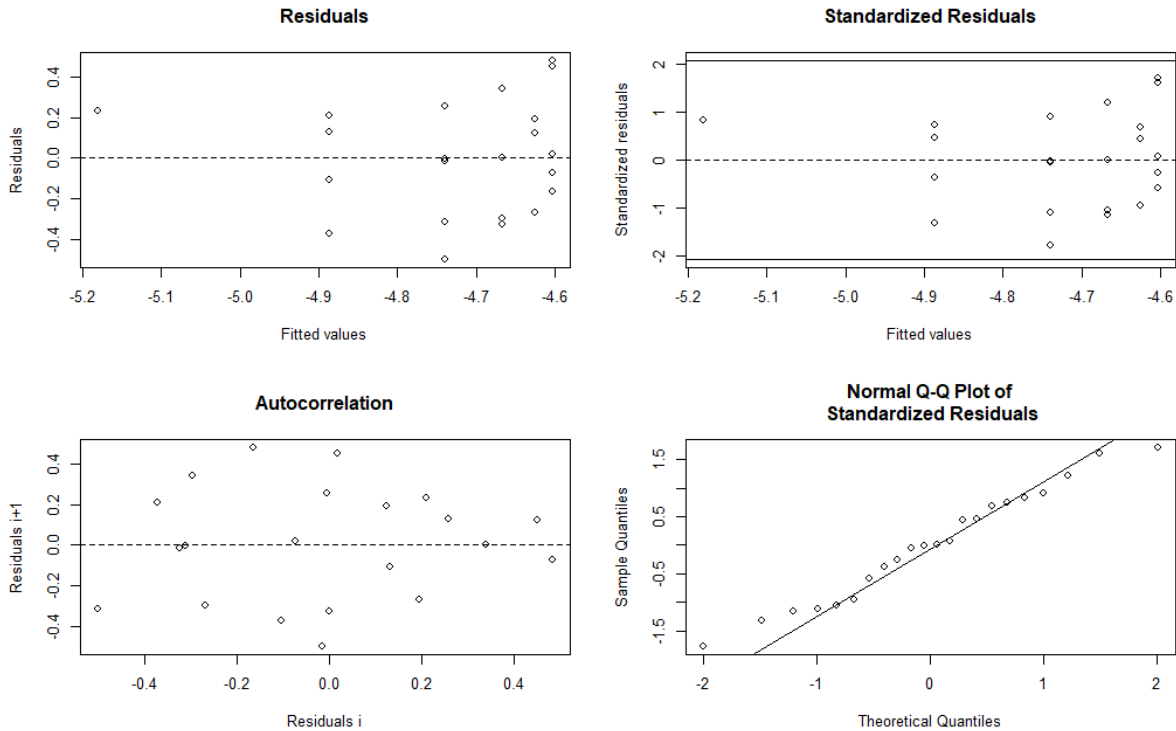 Residuals
Residuals
0.4
0.2
0.0
-0.2
-0.4
-5.2 -5.1 -5.0 -4.9 -4.8 -4.7 -4.6
Fitted values
Standardized Residuals
Standardized residuals
2
1
0
-1
-2
-5.2 -5.1 -5.0 -4.9 -4.8 -4.7 -4.6
Fitted values
Autocorrelation
Residuals i+1
0.4
0.2
0.0
-0.2
-0.4
-0.4 -0.2 0.0 0.2 0.4
Residuals i
Normal Q-Q Plot of
Standardized Residuals
Sample Quantiles
1.5
0.5
-0.5
-1.5
-2 -1 0 1 2
Theoretical Quantiles